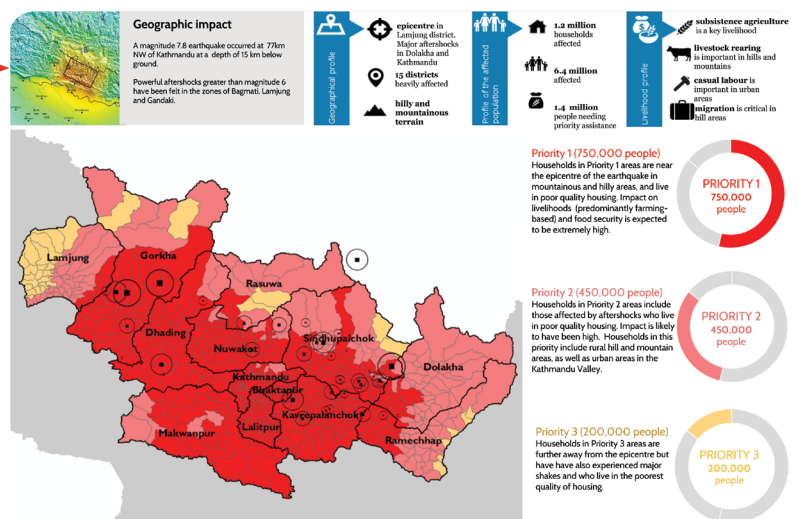 Geographic impact
A magnitude 7.8 earthquake occurred at 77km
NW of Kathmandu at a depth of 15 km below
ground.
Powerful aftershocks greater than magnitude 6
have been felt in the zones of Bagmati, Lamjung
and Gandaki.
Geographical profile
epicentre in
Lamjung district.
Major aftershocks
in Dolakha and
Kathmandu
15 districts
heavily affected
hilly and
mountainous
terrain
Profile of the affected
population
1.2 million
households
affected
6.4 million
affected
1.4 million
people needing
priority assistance
Livelihood profile
subsistence agriculture
is a key livelihood
livestock rearing
is important in hills and
mountains
casual labour is
important in urban
areas
migration is critical in
hill areas
Lamjung
Gorkha
Rasuwa
Dhading
Nuwakot
Sindhupalchok
Dolakha
Kathmandu
Bhaktapur
Kavrepalanchok
Lalitpur
Makwanpur
Ramechhap
Priority 1 (750,000 people)
Households in Priority 1 areas are near
the epicentre of the earthquake in
mountainous and hilly areas, and live
in poor quality housing. Impact on
livelihoods (predominantly farming-
based) and food security is expected
to be extremely high.
PRIORITY 1
750,000
people
Priority 2 (450,000 people)
Households in Priority 2 areas include
those affected by aftershocks who live
in poor quality housing. Impact is likely
to have been high. Households in this
priority include rural hill and mountain
areas, as well as urban areas in the
Kathmandu Valley.
PRIORITY 2
450,000
people
Priority 3 (200,000 people)
Households in Priority 3 areas are
further away from the epicentre but
have have also experienced major
shakes and who live in the poorest
quality of housing.
PRIORITY 3
200,000
people